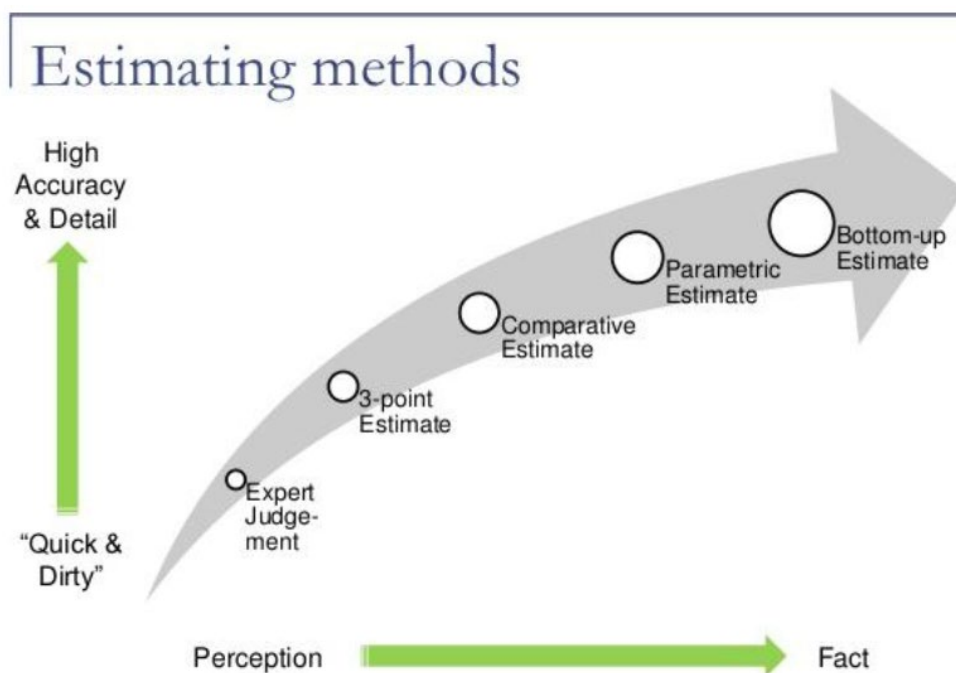 Estimating methods
High
Accuracy
& Detail
Bottom-up
Estimate
Parametric
Estimate
Comparative
Estimate
3-point
Estimate
Expert
Judge-
ment
“Quick &
Dirty”
Perception
Fact